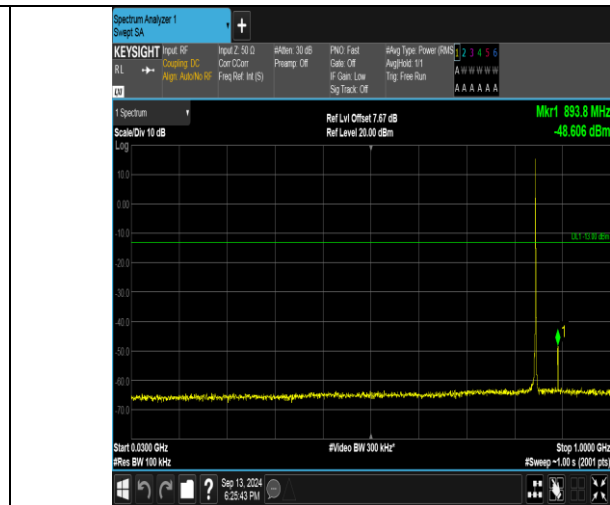 Spectrum Analyzer 1
Swept SA
+
KEYSIGHT Input: RF Input Z: 50 Ω #Atten: 30 dB PNO: Fast #Avg Type: Power (RMS 1 2 3 4 5 6
RL Coupling: DC Corr CCorr Preamp: Off Gate: Off Avg|Hold: 1/1 A W W W W W
Align: Auto/No RF Freq Ref: Int (S) IF Gain: Low Trig: Free Run
Sig Track: Off A A A A A A
LXI
1 Spectrum
Ref Lvl Offset 7.67 dB Mkr1 893.8 MHz
Scale/Div 10 dB Ref Level 20.00 dBm -48.606 dBm
Log
10.0
0.00
-10.0
DL1 -13.00 dBm
-20.0
-30.0
-40.0
1
-50.0
-60.0
-70.0
Start 0.0300 GHz #Video BW 300 kHz* Stop 1.0000 GHz
#Res BW 100 kHz #Sweep ~1.00 s (2001 pts)
? Sep 13, 2024
6:25:43 PM